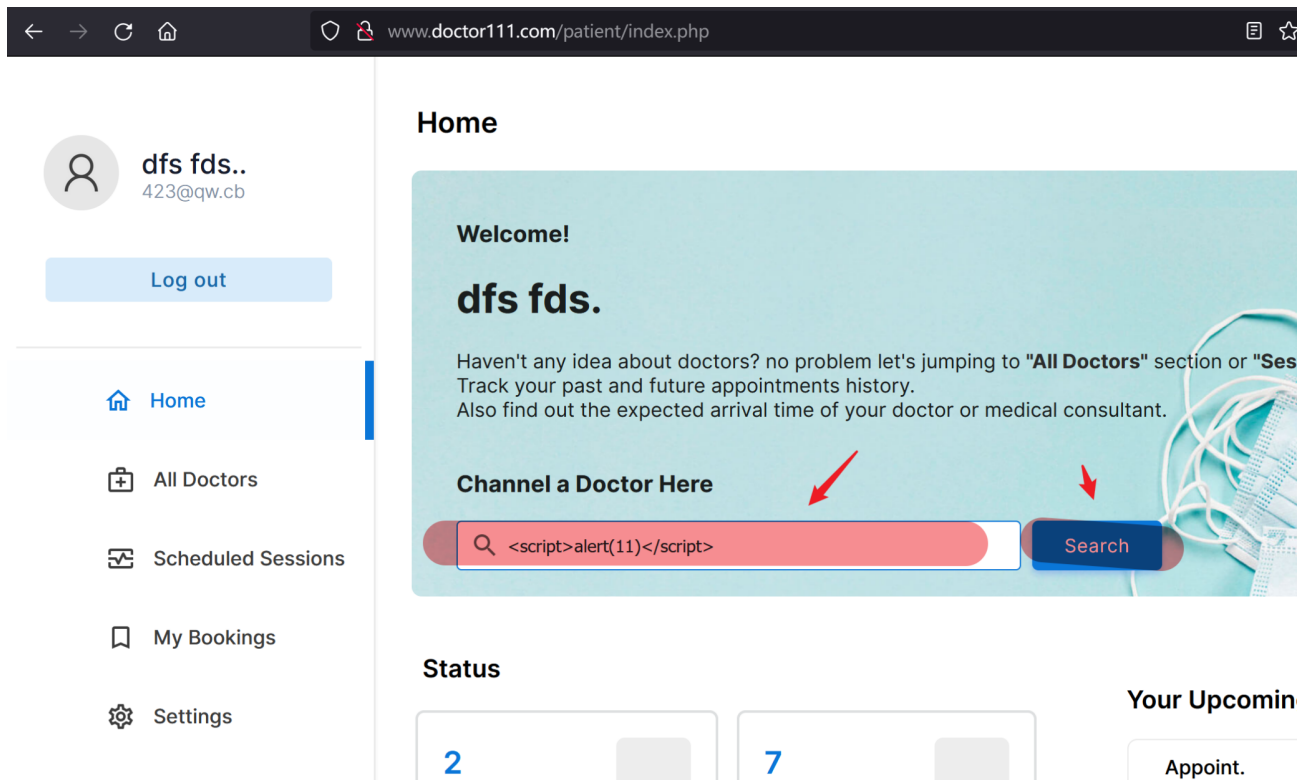 www.doctor111.com/patient/index.php
dfs fds..
423@qw.cb
Log out
Home
All Doctors
Scheduled Sessions
My Bookings
Settings
Home
Welcome!
dfs fds.
Haven't any idea about doctors? no problem let's jumping to "All Doctors" section or "Ses
Track your past and future appointments history.
Also find out the expected arrival time of your doctor or medical consultant.
Channel a Doctor Here
<script>alert(11)</script>
Search
Status
2
7
Your Upcoming
Appoint.